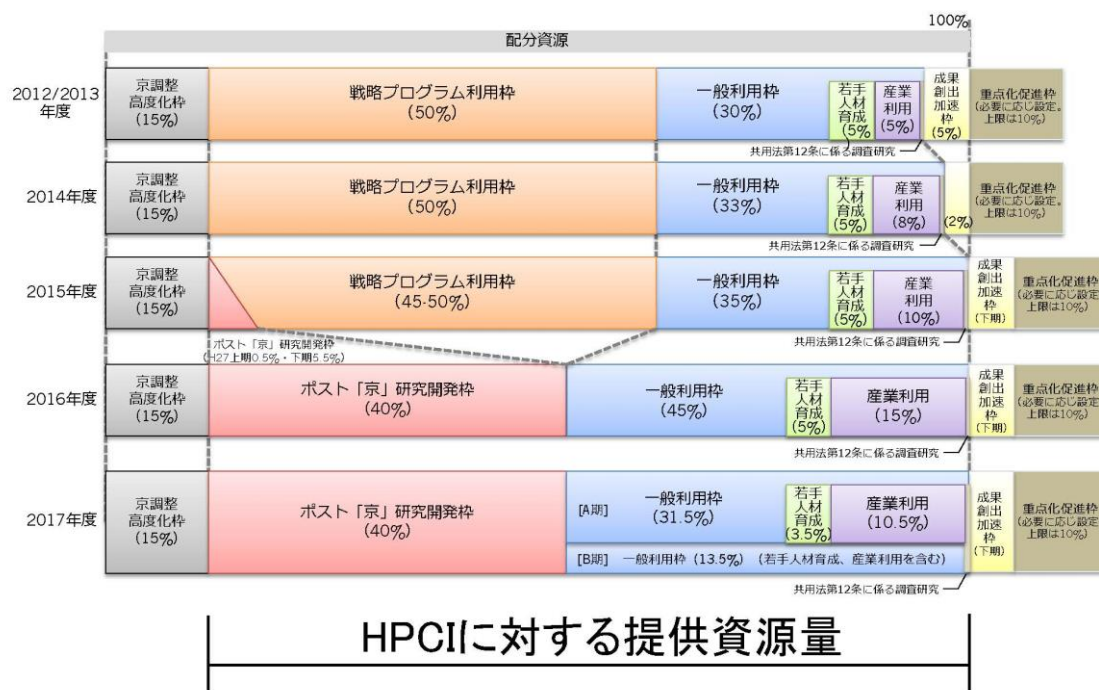 100%
配分資源
2012/2013
年度
京調整
高度化枠
(15%)
戦略プログラム利用枠
(50%)
一般利用枠
(30%)
若手
人材
育成
(5%
産業
利用
(5%)
成果
創出
加速
枠
(5%)
重点化促進枠
(必要に応じ設定。
上限は10%)
共用法第12条に係る調査研究
2014年度
京調整
高度化枠
(15%)
戦略プログラム利用枠
(50%)
一般利用枠
(33%)
若手
人材
育成
(5%)
産業
利用
(8%)
(2%)
重点化促進枠
(必要に応じ設定。
上限は10%)
共用法第12条に係る調査研究
2015年度
京調整
高度化枠
(15%)
戦略プログラム利用枠
(45-50%)
一般利用枠
(35%)
若手
人材
育成
(5%)
産業
利用
(10%)
成果
創出
加速
枠
(下期)
重点化促進枠
(必要に応じ設定
上限は10%)
ポスト「京」研究開発枠
(H27上期0.5%・下期5.5%)
共用法第12条に係る調査研究
2016年度
京調整
高度化枠
(15%)
ポスト「京」研究開発枠
(40%)
一般利用枠
(45%)
若手
人材
育成
(5%)
産業利用
(15%)
成果
創出
加速
枠
(下期)
重点化促進枠
(必要に応じ設定
上限は10%)
共用法第12条に係る調査研究
2017年度
京調整
高度化枠
(15%)
ポスト「京」研究開発枠
(40%)
[A期]
一般利用枠
(31.5%)
若手
人材
育成
(3.5%)
産業利用
(10.5%)
[B期] 一般利用枠 (13.5%) (若手人材育成、産業利用を含む)
成果
創出
加速
枠
(下期)
重点化促進枠
(必要に応じ設定
上限は10%)
共用法第12条に係る調査研究
HPCIに対する提供資源量